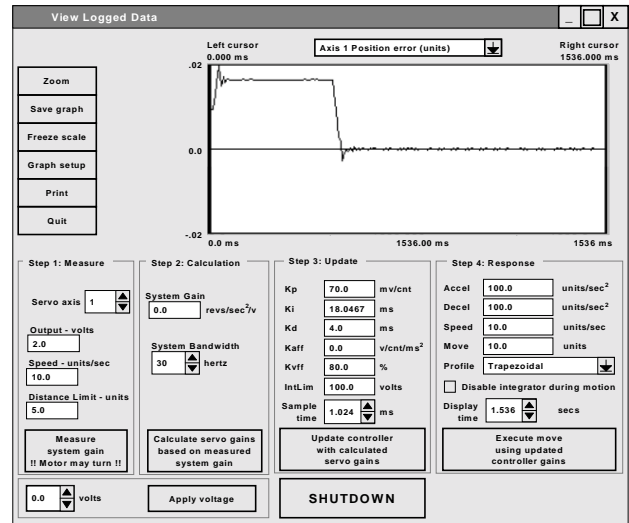 View Logged Data
_ X
Left cursor
0.000 ms
Axis 1 Position error (units)
Right cursor
1536.000 ms
Zoom
Save graph
Freeze scale
Graph setup
Print
Quit
.02
0.0
-.02
0.0 ms
1536.00 ms
1536 ms
Step 1: Measure
Servo axis 1
Output - volts
2.0
Speed - units/sec
10.0
Distance Limit - units
5.0
Measure
system gain
!! Motor may turn !!
Step 2: Calculation
System Gain
0.0 revs/sec²/v
System Bandwidth
30 hertz
Calculate servo gains
based on measured
system gain
Step 3: Update
Kp 70.0 mv/cnt
Ki 18.0467 ms
Kd 4.0 ms
Kaff 0.0 v/cnt/ms²
Kvff 80.0 %
IntLim 100.0 volts
Sample
time 1.024 ms
Update controller
with calculated
servo gains
Step 4: Response
Accel 100.0 units/sec²
Decel 100.0 units/sec²
Speed 10.0 units/sec
Move 10.0 units
Profile Trapezoidal
Disable integrator during motion
Display
time 1.536 secs
Execute move
using updated
controller gains
0.0 volts
Apply voltage
SHUTDOWN